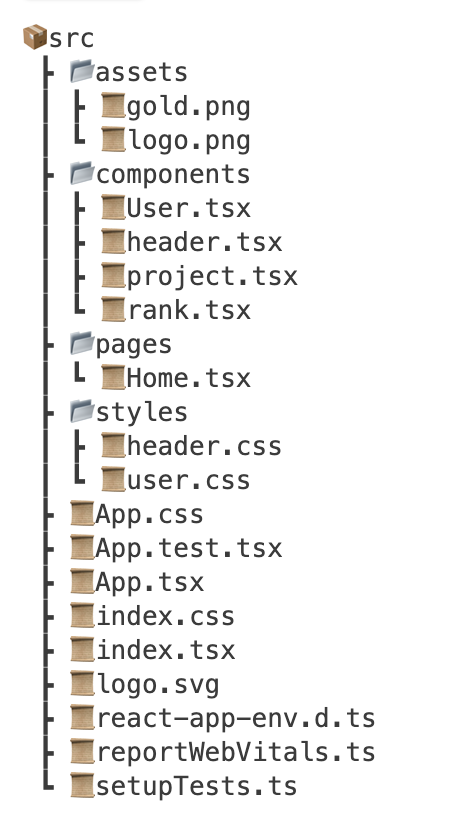 src
assets
gold.png
logo.png
components
User.tsx
header.tsx
project.tsx
rank.tsx
pages
Home.tsx
styles
header.css
user.css
App.css
App.test.tsx
App.tsx
index.css
index.tsx
logo.svg
react-app-env.d.ts
reportWebVitals.ts
setupTests.ts